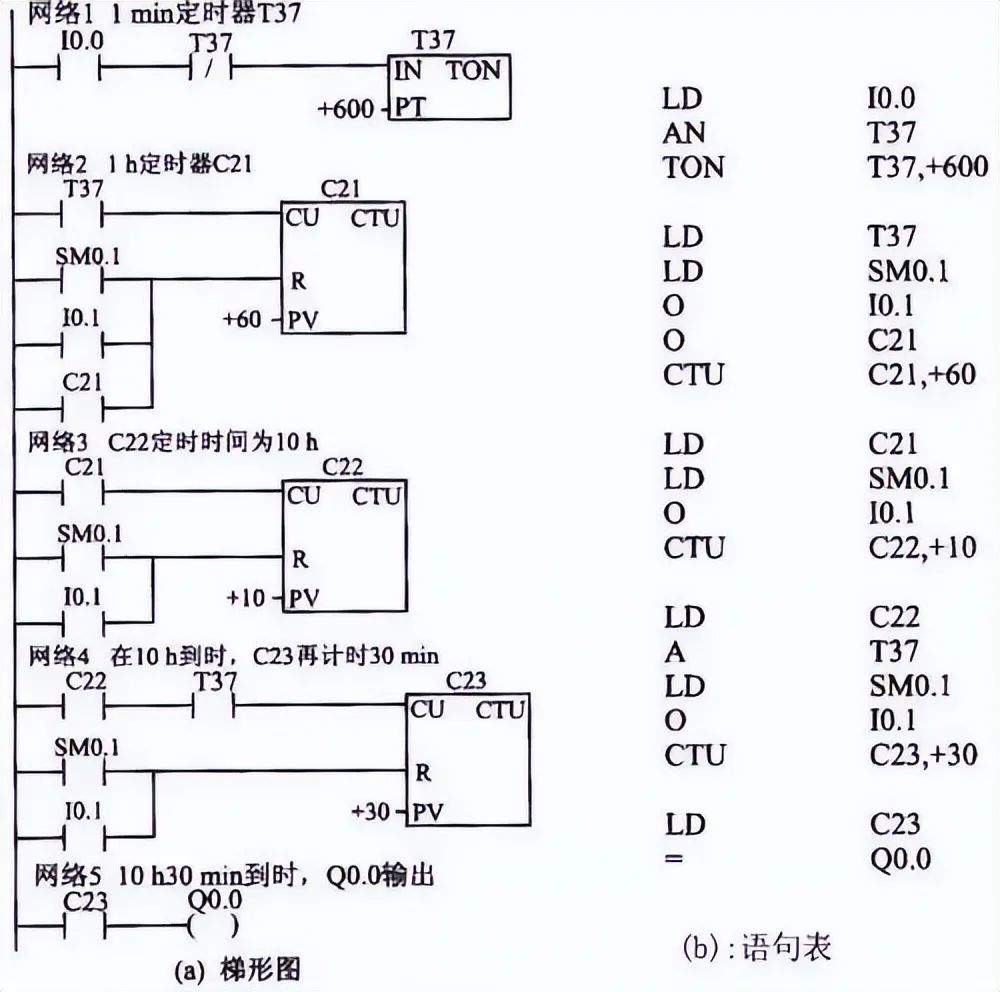 网络1 1 min定时器T37
I0.0 T37 T37
/ IN TON
+600 PT
网络2 1 h定时器C21
T37 C21
CU CTU
SM0.1
R
I0.1
+60 PV
C21
网络3 C22定时时间为10 h
C21 C22
CU CTU
SM0.1
R
I0.1
+10 PV
网络4 在10 h到时，C23再计时30 min
C22 T37 C23
CU CTU
SM0.1
R
I0.1
+30 PV
网络5 10 h30 min到时，Q0.0输出
C23 Q0.0
( )
(a) 梯形图
LD I0.0
AN T37
TON T37,+600
LD T37
LD SM0.1
O I0.1
O C21
CTU C21,+60
LD C21
LD SM0.1
O I0.1
CTU C22,+10
LD C22
A T37
LD SM0.1
O I0.1
CTU C23,+30
LD C23
= Q0.0
(b):语句表